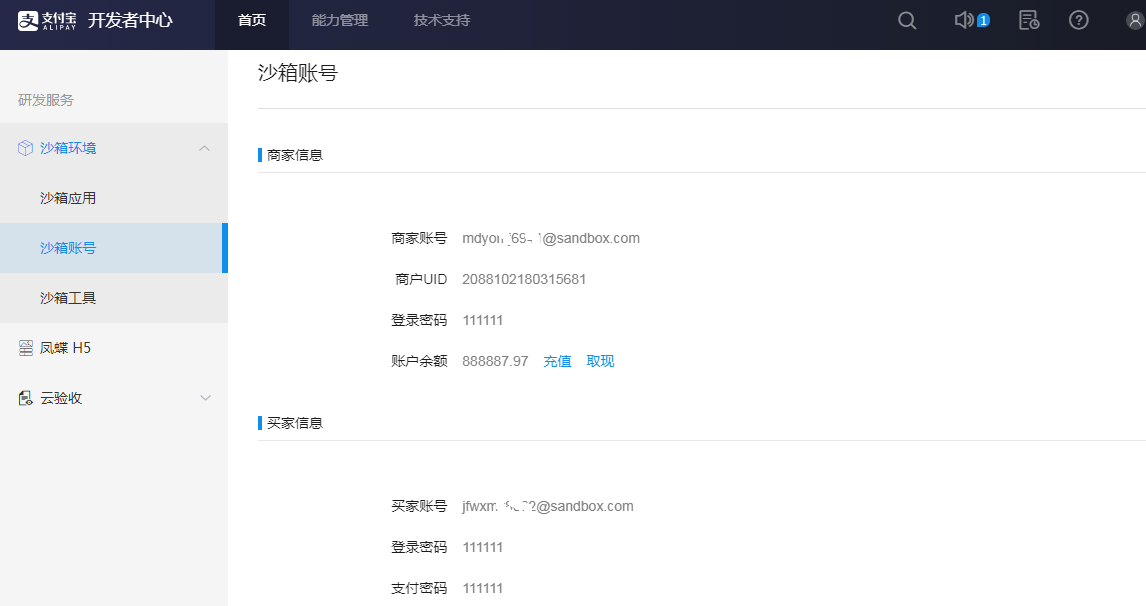 支付宝 ALIPAY 开发者中心 首页 能力管理 技术支持 1
沙箱账号
研发服务
沙箱环境
商家信息
沙箱应用
商家账号 @sandbox.com
沙箱账号
商户UID 2088102180315681
沙箱工具
登录密码 111111
凤蝶 H5
账户余额 888887.97 充值 取现
云验收
买家信息
买家账号 @sandbox.com
登录密码 111111
支付密码 111111